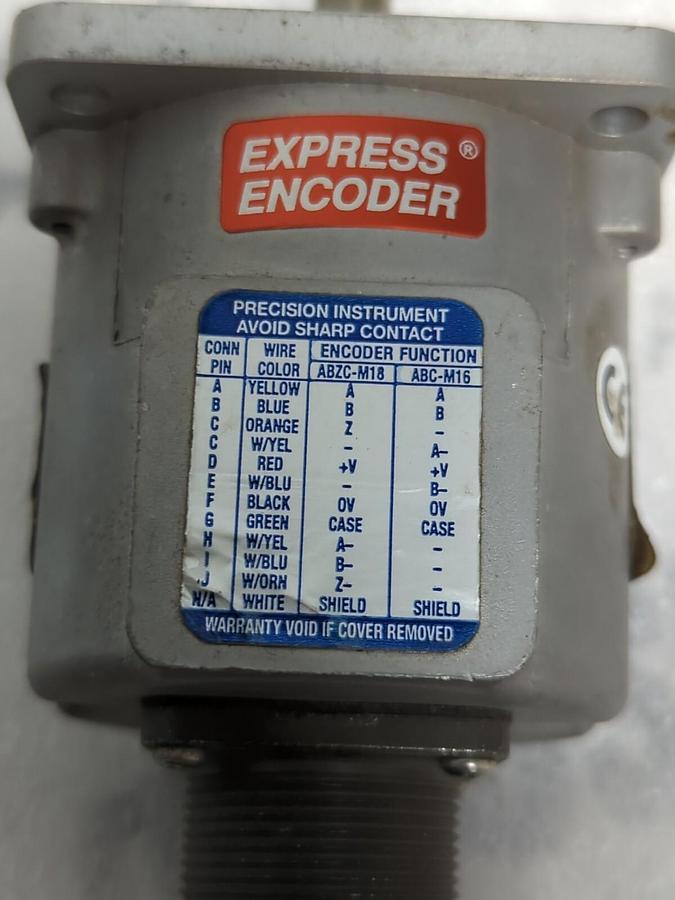 EXPRESS ®
ENCODER
PRECISION INSTRUMENT
AVOID SHARP CONTACT
CONN WIRE ENCODER FUNCTION
PIN COLOR ABZC-M18 ABC-M16
A YELLOW A A
B BLUE B B
C ORANGE Z –
C W/YEL – A–
D RED +V +V
E W/BLU – B–
F BLACK 0V 0V
G GREEN CASE CASE
H W/YEL A– –
I W/BLU B– –
J W/ORN Z– –
N/A WHITE SHIELD SHIELD
WARRANTY VOID IF COVER REMOVED
CE